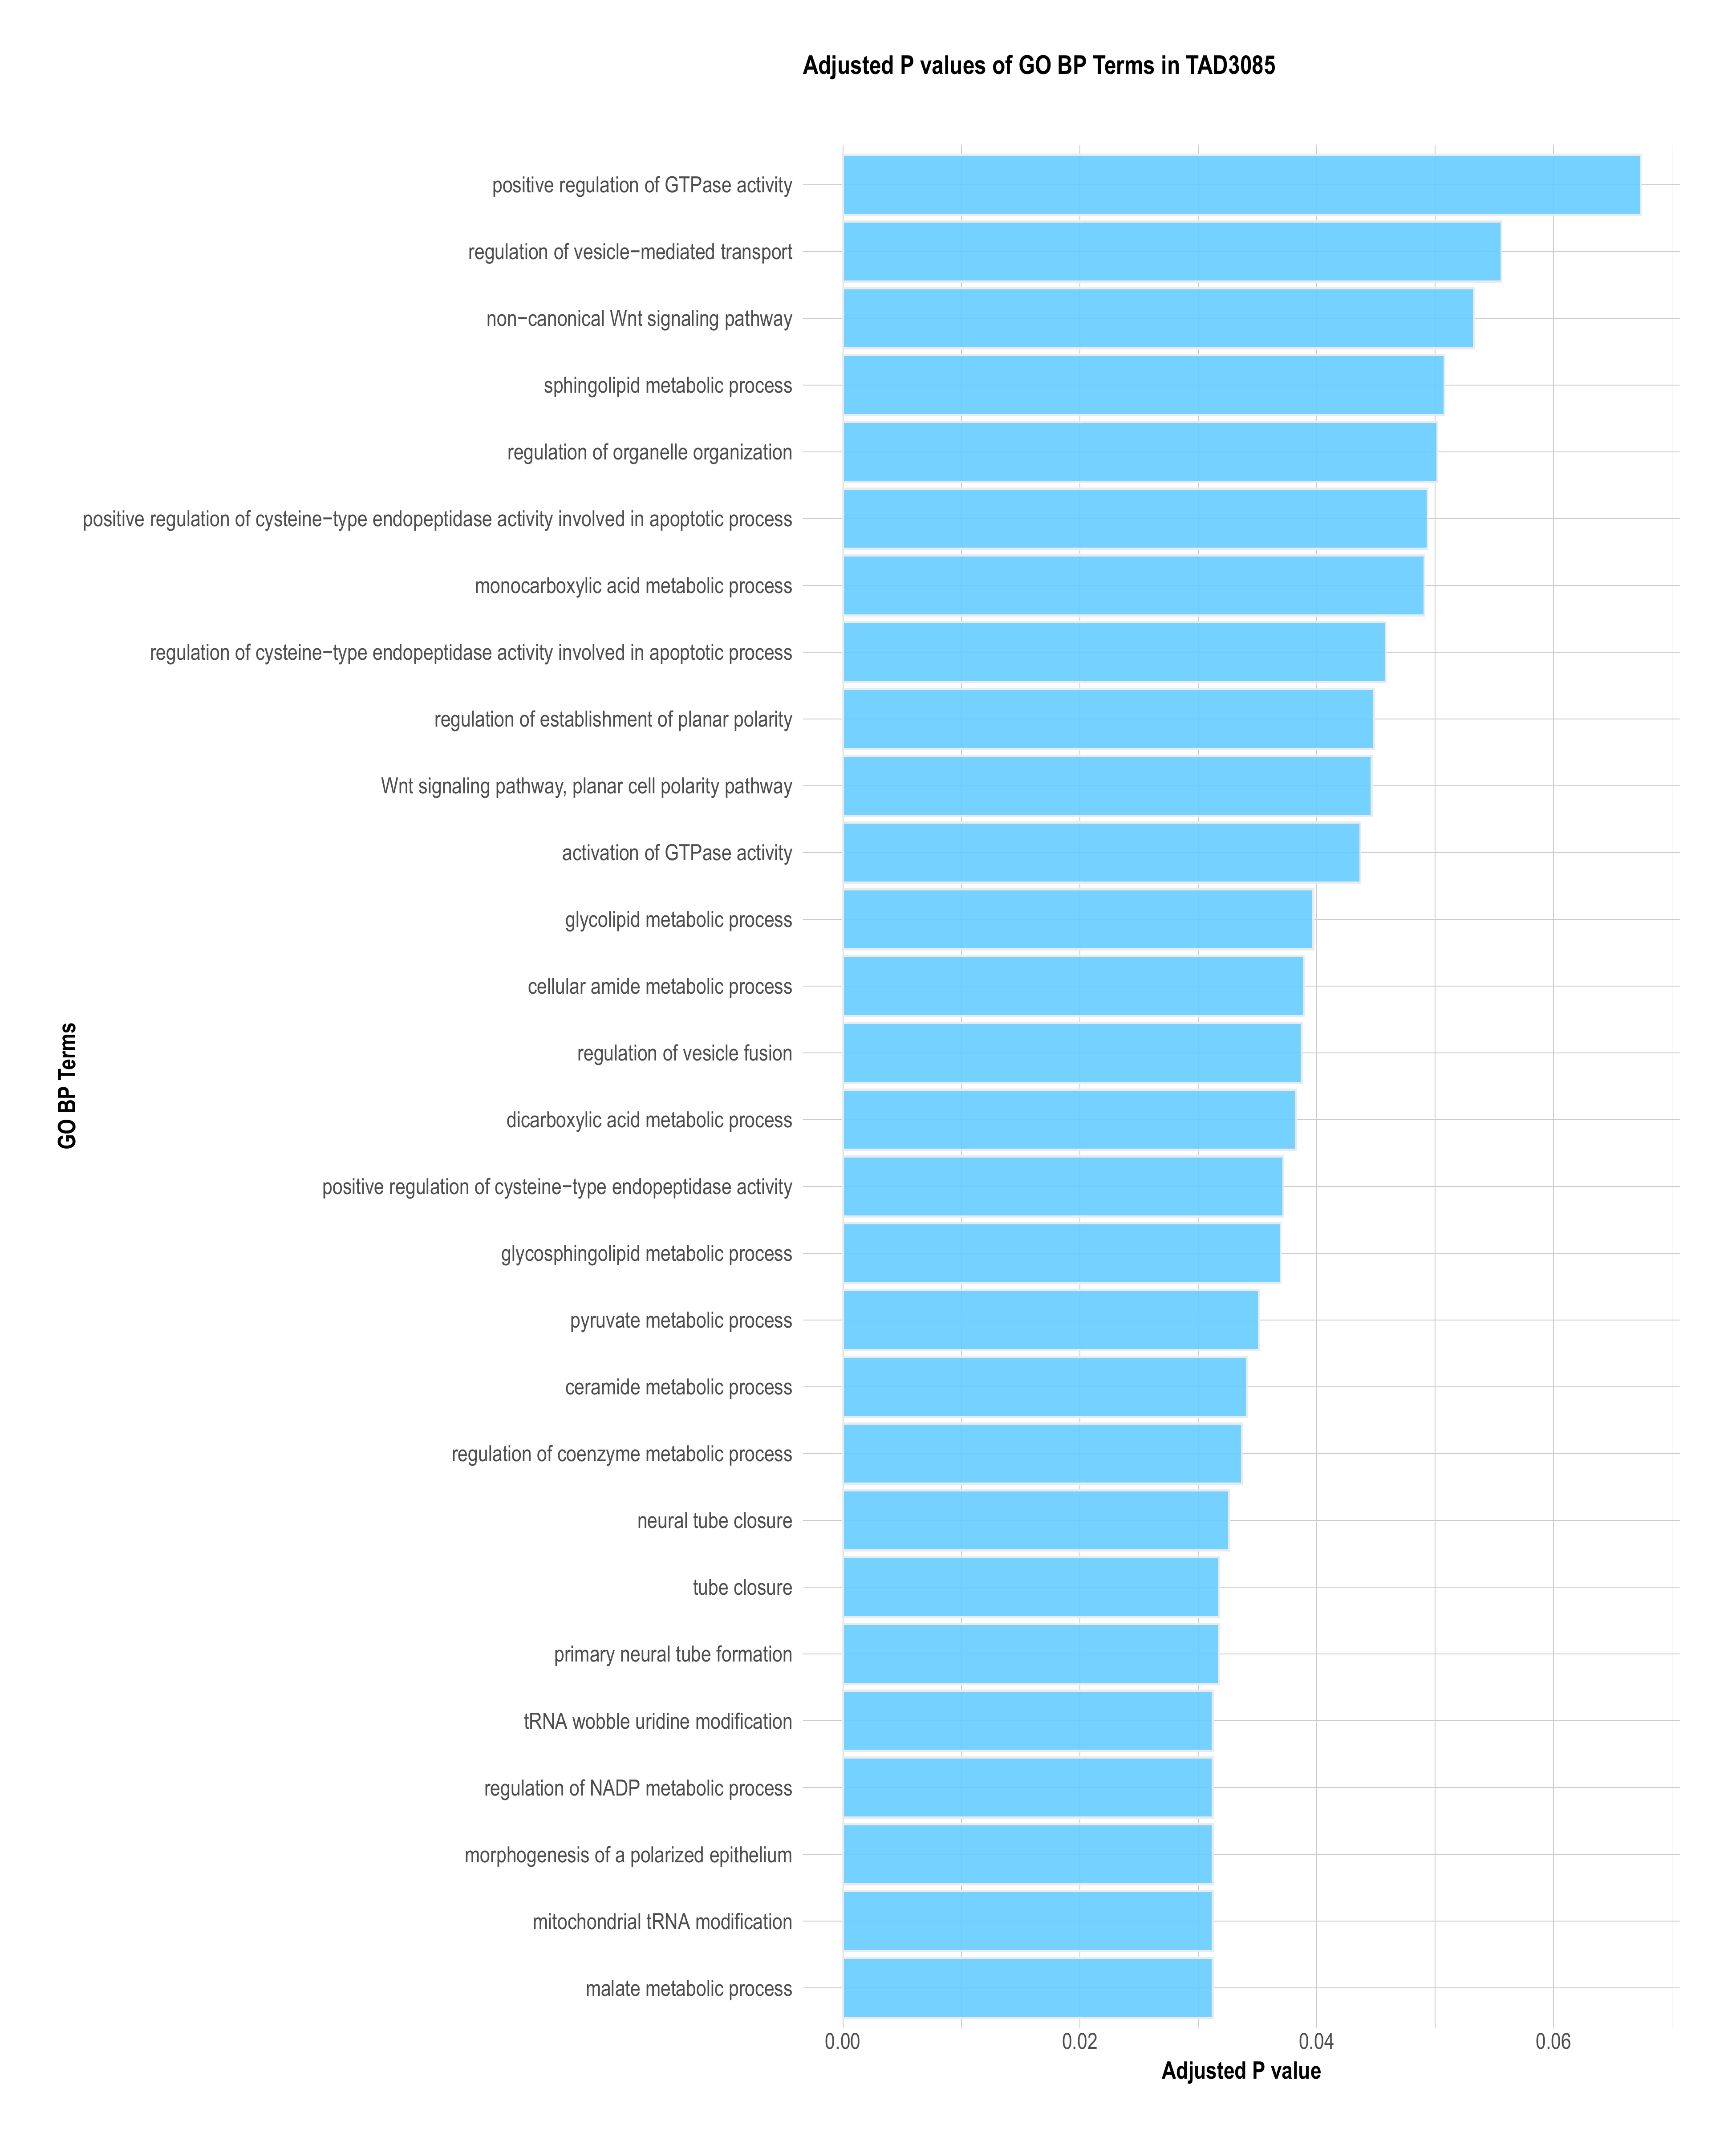 Adjusted P values of GO BP Terms in TAD3085
positive regulation of GTPase activity
regulation of vesicle−mediated transport
non−canonical Wnt signaling pathway
sphingolipid metabolic process
regulation of organelle organization
positive regulation of cysteine−type endopeptidase activity involved in apoptotic process
monocarboxylic acid metabolic process
regulation of cysteine−type endopeptidase activity involved in apoptotic process
regulation of establishment of planar polarity
Wnt signaling pathway, planar cell polarity pathway
activation of GTPase activity
glycolipid metabolic process
cellular amide metabolic process
regulation of vesicle fusion
dicarboxylic acid metabolic process
positive regulation of cysteine−type endopeptidase activity
glycosphingolipid metabolic process
pyruvate metabolic process
ceramide metabolic process
regulation of coenzyme metabolic process
neural tube closure
tube closure
primary neural tube formation
tRNA wobble uridine modification
regulation of NADP metabolic process
morphogenesis of a polarized epithelium
mitochondrial tRNA modification
malate metabolic process
GO BP Terms
0.00 0.02 0.04 0.06
Adjusted P value